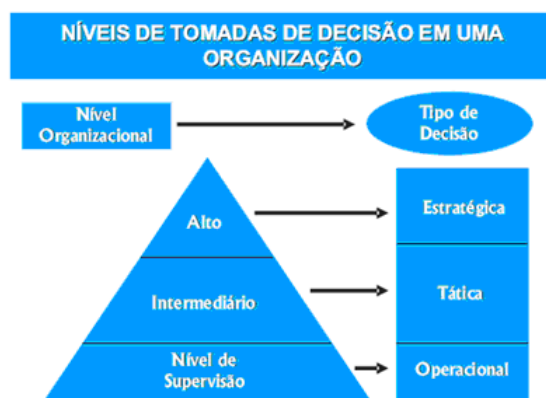 NÍVEIS DE TOMADAS DE DECISÃO EM UMA
ORGANIZAÇÃO
Nível
Organizacional
Tipo de
Decisão
Alto
Estratégica
Intermediário
Tática
Nível de
Supervisão
Operacional